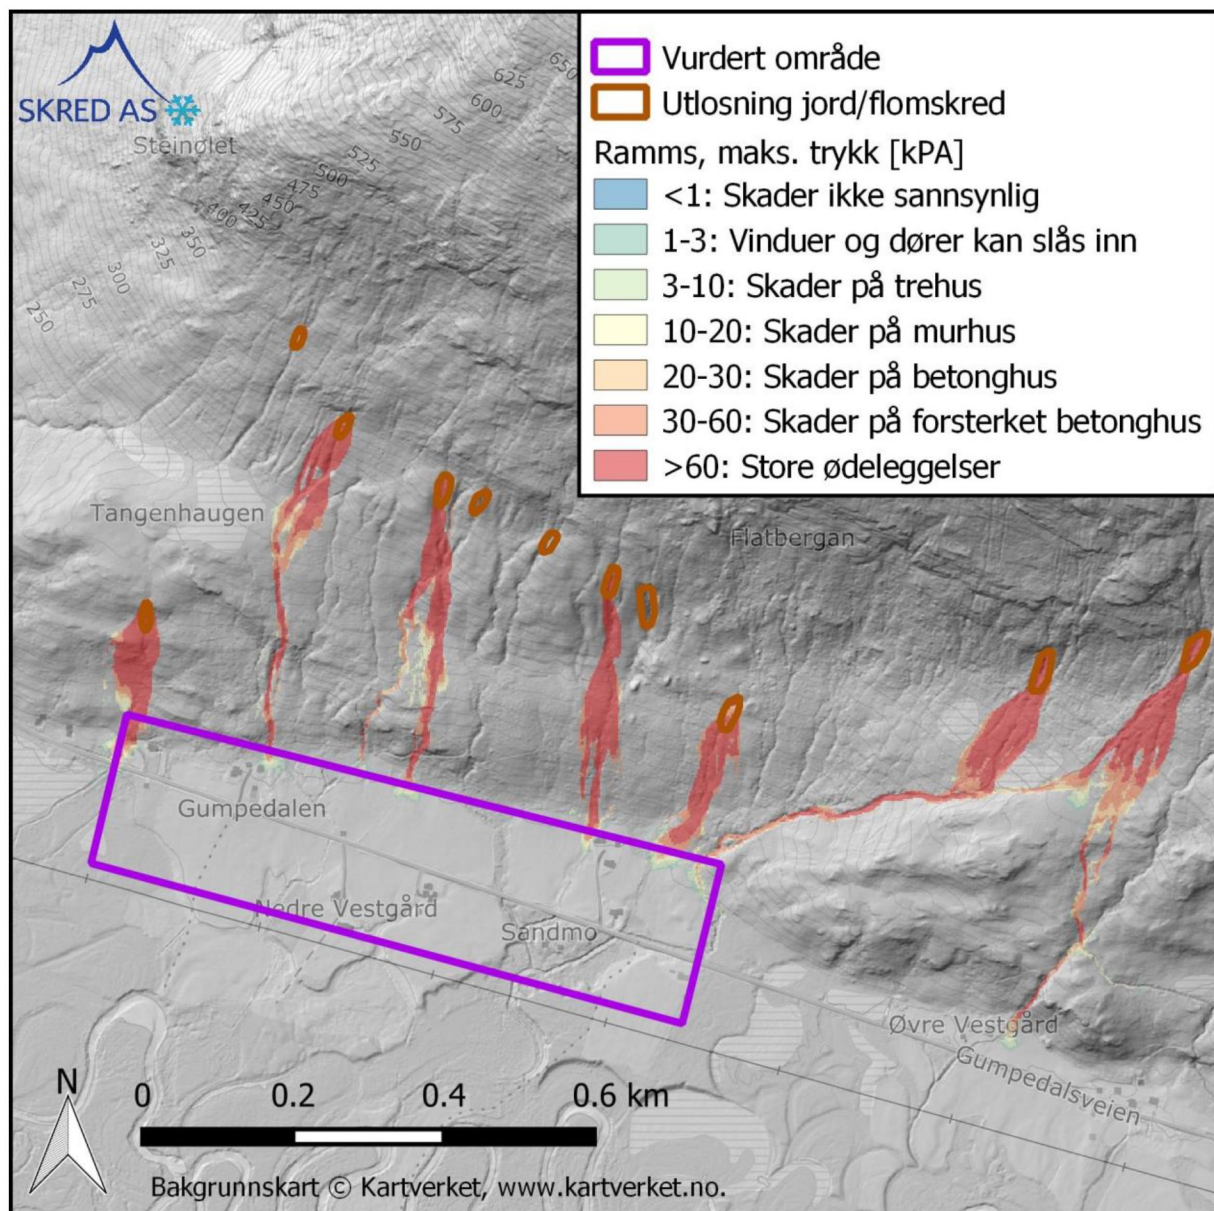 SKRED AS
Steinølet
650
625
600
575
550
525
500
475
450
425
400
350
325
300
275
250
Vurdert område
Utlosning jord/flomskred
Ramms, maks. trykk [kPA]
<1: Skader ikke sannsynlig
1-3: Vinduer og dører kan slås inn
3-10: Skader på trehus
10-20: Skader på murhus
20-30: Skader på betonghus
30-60: Skader på forsterket betonghus
>60: Store ødeleggelser
Tangenhaugen
Flatbergan
Gumpedalen
Nedre Vestgård
Sandmo
Øvre Vestgård
Gumpedalsveien
N
0 0.2 0.4 0.6 km
Bakgrunnskart © Kartverket, www.kartverket.no.